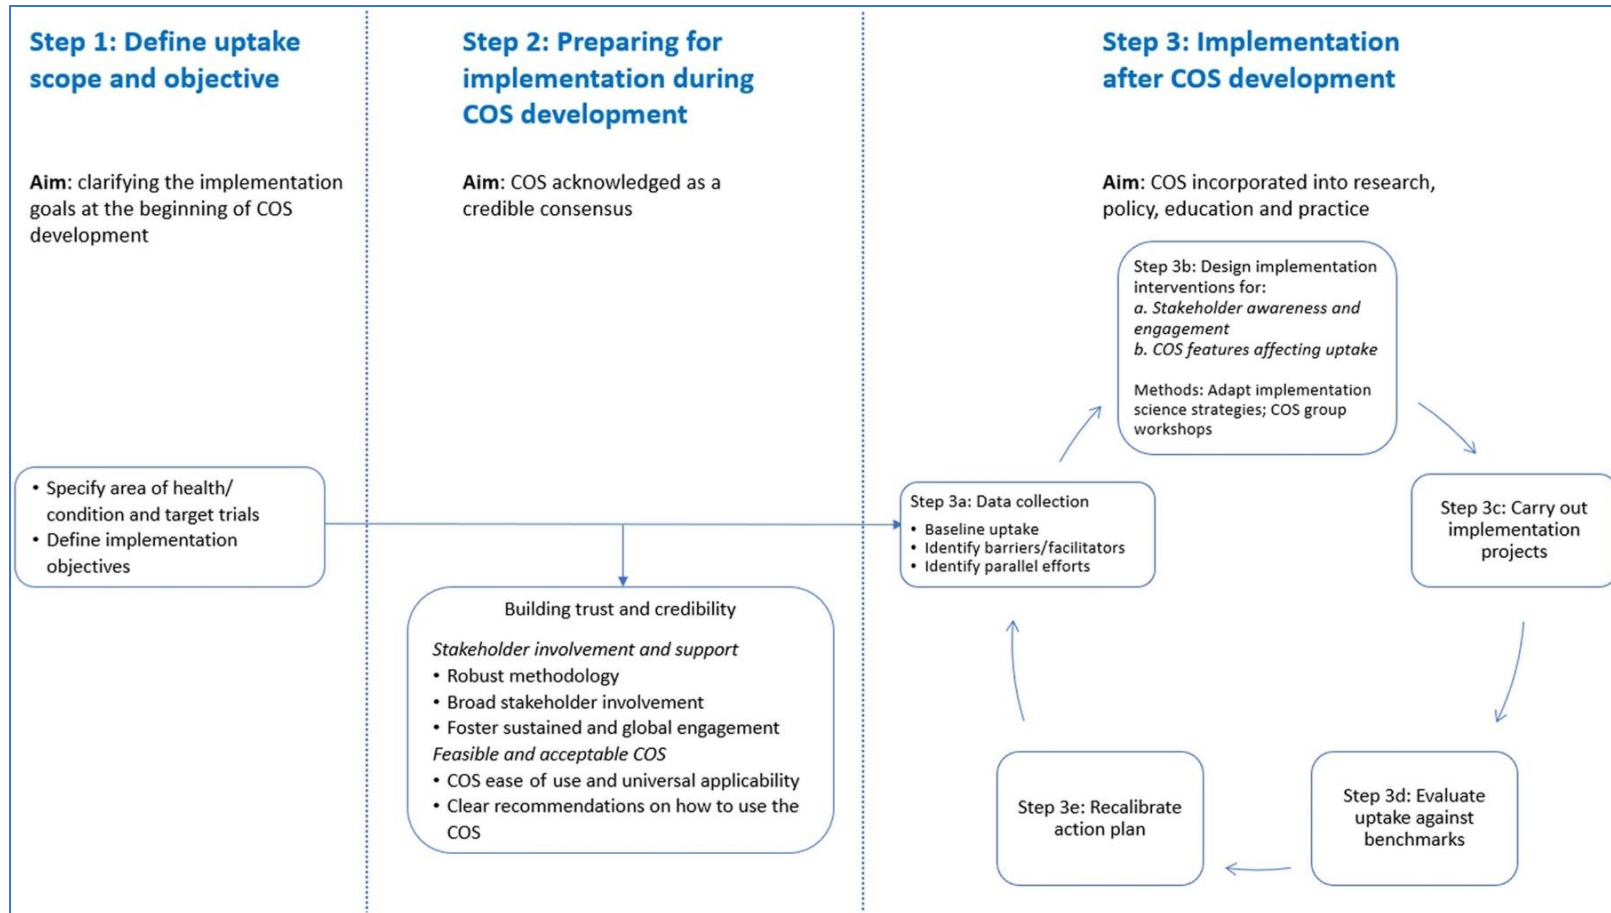 Step 1: Define uptake
scope and objective
Aim: clarifying the implementation
goals at the beginning of COS
development
• Specify area of health/
condition and target trials
• Define implementation
objectives
Step 2: Preparing for
implementation during
COS development
Aim: COS acknowledged as a
credible consensus
Building trust and credibility
Stakeholder involvement and support
• Robust methodology
• Broad stakeholder involvement
• Foster sustained and global engagement
Feasible and acceptable COS
• COS ease of use and universal applicability
• Clear recommendations on how to use the
COS
Step 3: Implementation
after COS development
Aim: COS incorporated into research,
policy, education and practice
Step 3a: Data collection
• Baseline uptake
• Identify barriers/facilitators
• Identify parallel efforts
Step 3b: Design implementation
interventions for:
a. Stakeholder awareness and
engagement
b. COS features affecting uptake
Methods: Adapt implementation
science strategies; COS group
workshops
Step 3c: Carry out
implementation
projects
Step 3d: Evaluate
uptake against
benchmarks
Step 3e: Recalibrate
action plan